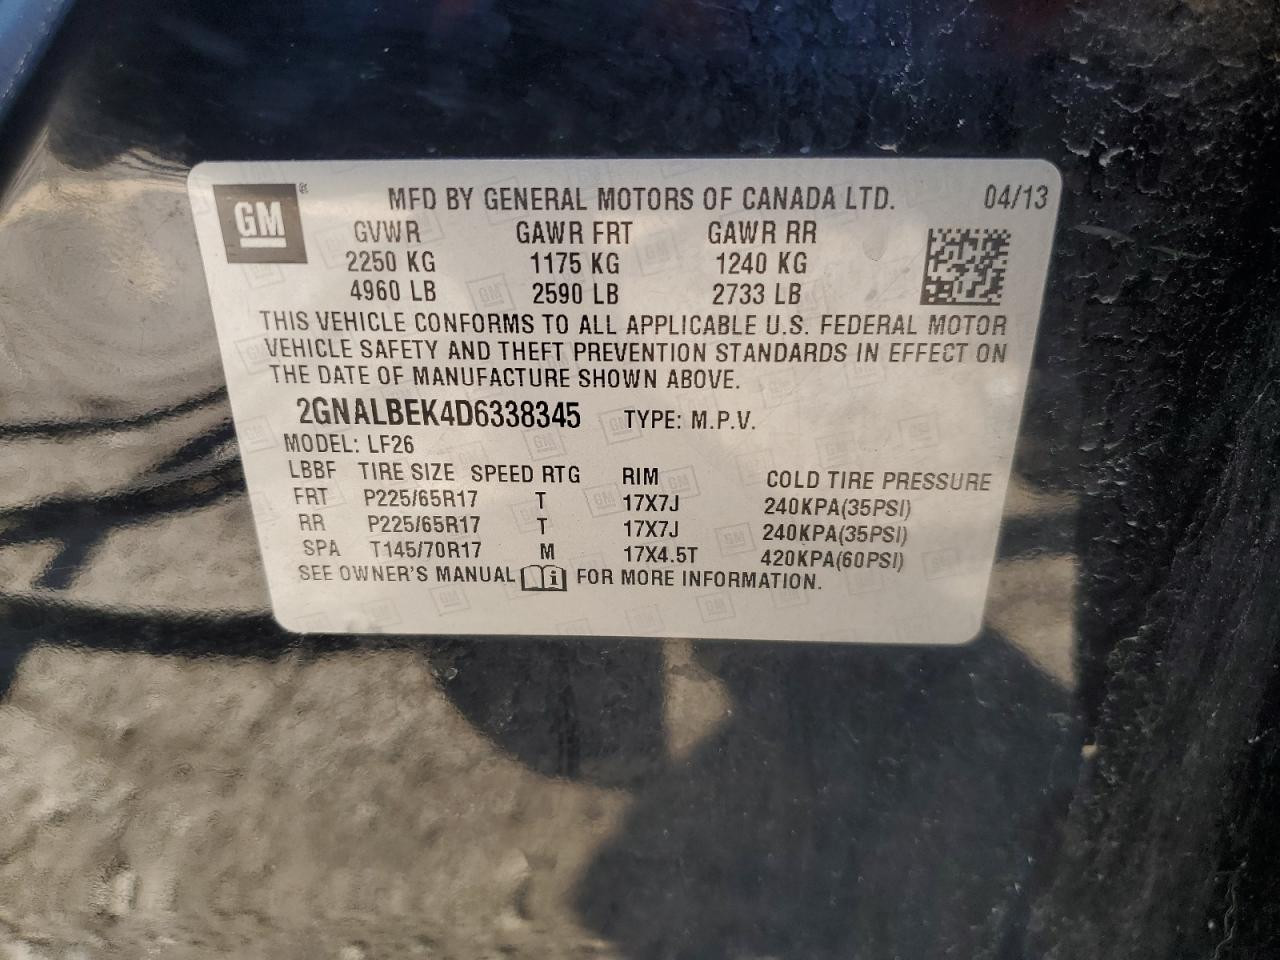 GM ® MFD BY GENERAL MOTORS OF CANADA LTD. 04/13
GVWR GAWR FRT GAWR RR
2250 KG 1175 KG 1240 KG
4960 LB 2590 LB 2733 LB
THIS VEHICLE CONFORMS TO ALL APPLICABLE U.S. FEDERAL MOTOR
VEHICLE SAFETY AND THEFT PREVENTION STANDARDS IN EFFECT ON
THE DATE OF MANUFACTURE SHOWN ABOVE.
2GNALBEK4D6338345 TYPE: M.P.V.
MODEL: LF26
LBBF TIRE SIZE SPEED RTG RIM COLD TIRE PRESSURE
FRT P225/65R17 T 17X7J 240KPA(35PSI)
RR P225/65R17 T 17X7J 240KPA(35PSI)
SPA T145/70R17 M 17X4.5T 420KPA(60PSI)
SEE OWNER'S MANUAL i FOR MORE INFORMATION.